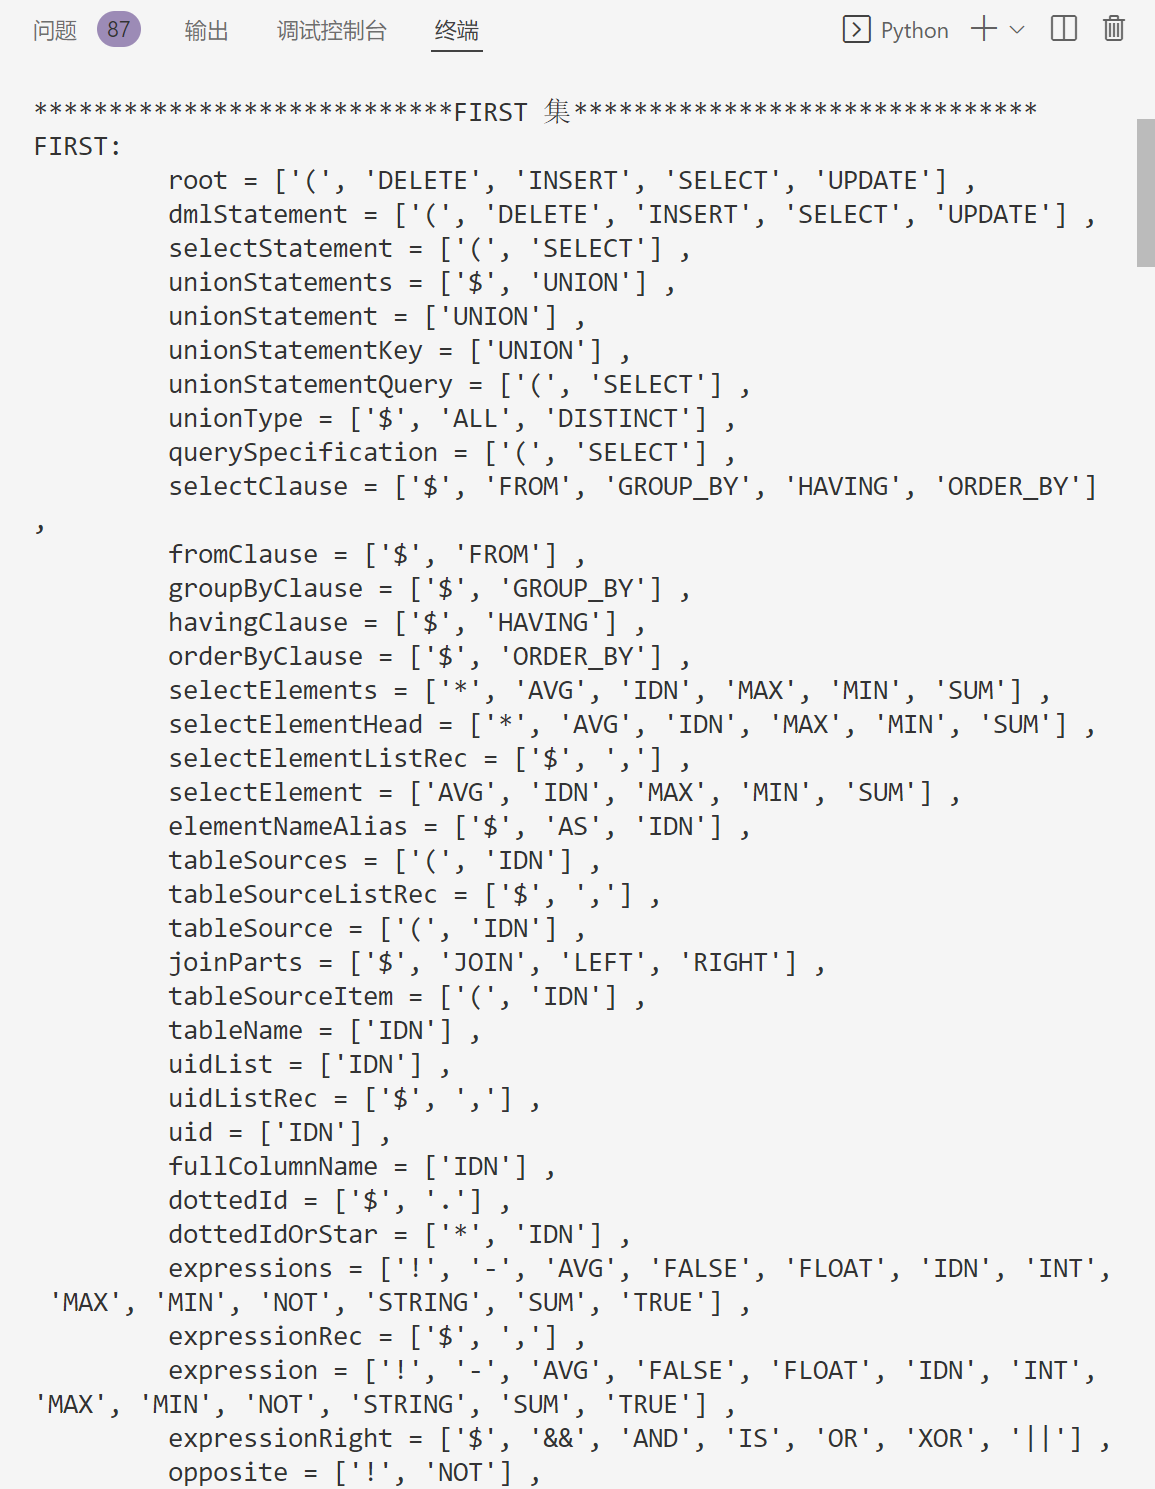 问题 87 输出 调试控制台 终端 Python
****************************FIRST 集*******************************
FIRST:
root = ['(', 'DELETE', 'INSERT', 'SELECT', 'UPDATE'] ,
dmlStatement = ['(', 'DELETE', 'INSERT', 'SELECT', 'UPDATE'] ,
selectStatement = ['(', 'SELECT'] ,
unionStatements = ['$', 'UNION'] ,
unionStatement = ['UNION'] ,
unionStatementKey = ['UNION'] ,
unionStatementQuery = ['(', 'SELECT'] ,
unionType = ['$', 'ALL', 'DISTINCT'] ,
querySpecification = ['(', 'SELECT'] ,
selectClause = ['$', 'FROM', 'GROUP_BY', 'HAVING', 'ORDER_BY']
,
fromClause = ['$', 'FROM'] ,
groupByClause = ['$', 'GROUP_BY'] ,
havingClause = ['$', 'HAVING'] ,
orderByClause = ['$', 'ORDER_BY'] ,
selectElements = ['*', 'AVG', 'IDN', 'MAX', 'MIN', 'SUM'] ,
selectElementHead = ['*', 'AVG', 'IDN', 'MAX', 'MIN', 'SUM'] ,
selectElementListRec = ['$', ','] ,
selectElement = ['AVG', 'IDN', 'MAX', 'MIN', 'SUM'] ,
elementNameAlias = ['$', 'AS', 'IDN'] ,
tableSources = ['(', 'IDN'] ,
tableSourceListRec = ['$', ','] ,
tableSource = ['(', 'IDN'] ,
joinParts = ['$', 'JOIN', 'LEFT', 'RIGHT'] ,
tableSourceItem = ['(', 'IDN'] ,
tableName = ['IDN'] ,
uidList = ['IDN'] ,
uidListRec = ['$', ','] ,
uid = ['IDN'] ,
fullColumnName = ['IDN'] ,
dottedId = ['$', '.'] ,
dottedIdOrStar = ['*', 'IDN'] ,
expressions = ['!', '-', 'AVG', 'FALSE', 'FLOAT', 'IDN', 'INT',
'MAX', 'MIN', 'NOT', 'STRING', 'SUM', 'TRUE'] ,
expressionRec = ['$', ','] ,
expression = ['!', '-', 'AVG', 'FALSE', 'FLOAT', 'IDN', 'INT',
'MAX', 'MIN', 'NOT', 'STRING', 'SUM', 'TRUE'] ,
expressionRight = ['$', '&&', 'AND', 'IS', 'OR', 'XOR', '||'] ,
opposite = ['!', 'NOT'] ,